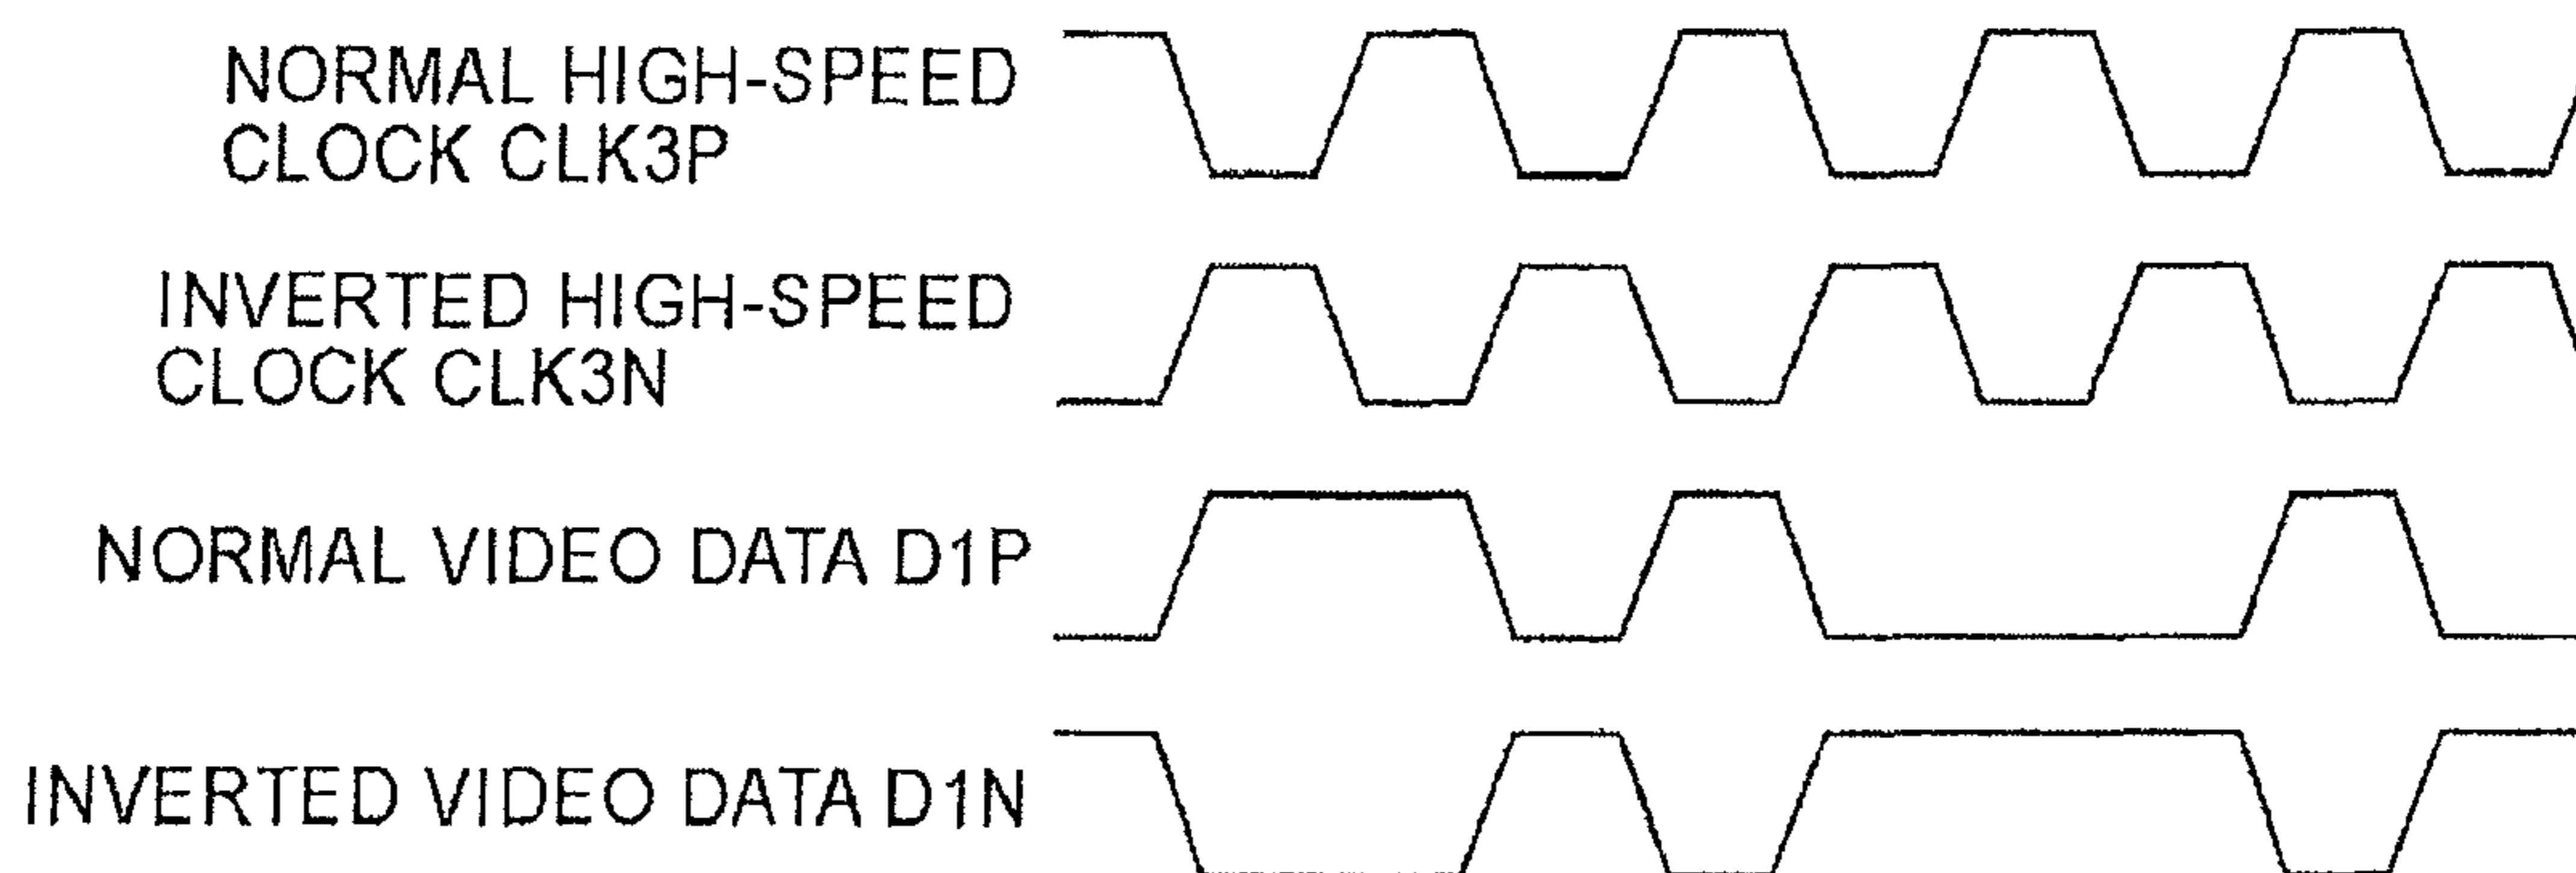 NORMAL HIGH-SPEED
CLOCK CLK3P
INVERTED HIGH-SPEED
CLOCK CLK3N
NORMAL VIDEO DATA D1P
INVERTED VIDEO DATA D1N